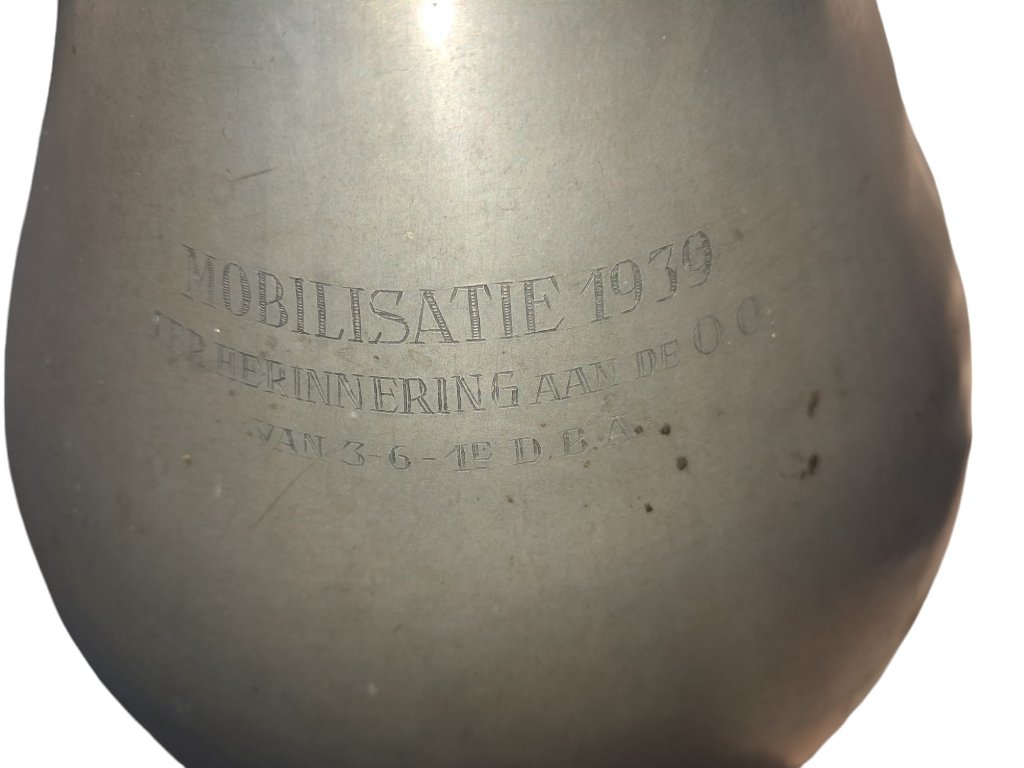 MOBILISATIE 1939
TER HERINNERING AAN DE O O
VAN 3-6-1E D.B.A.